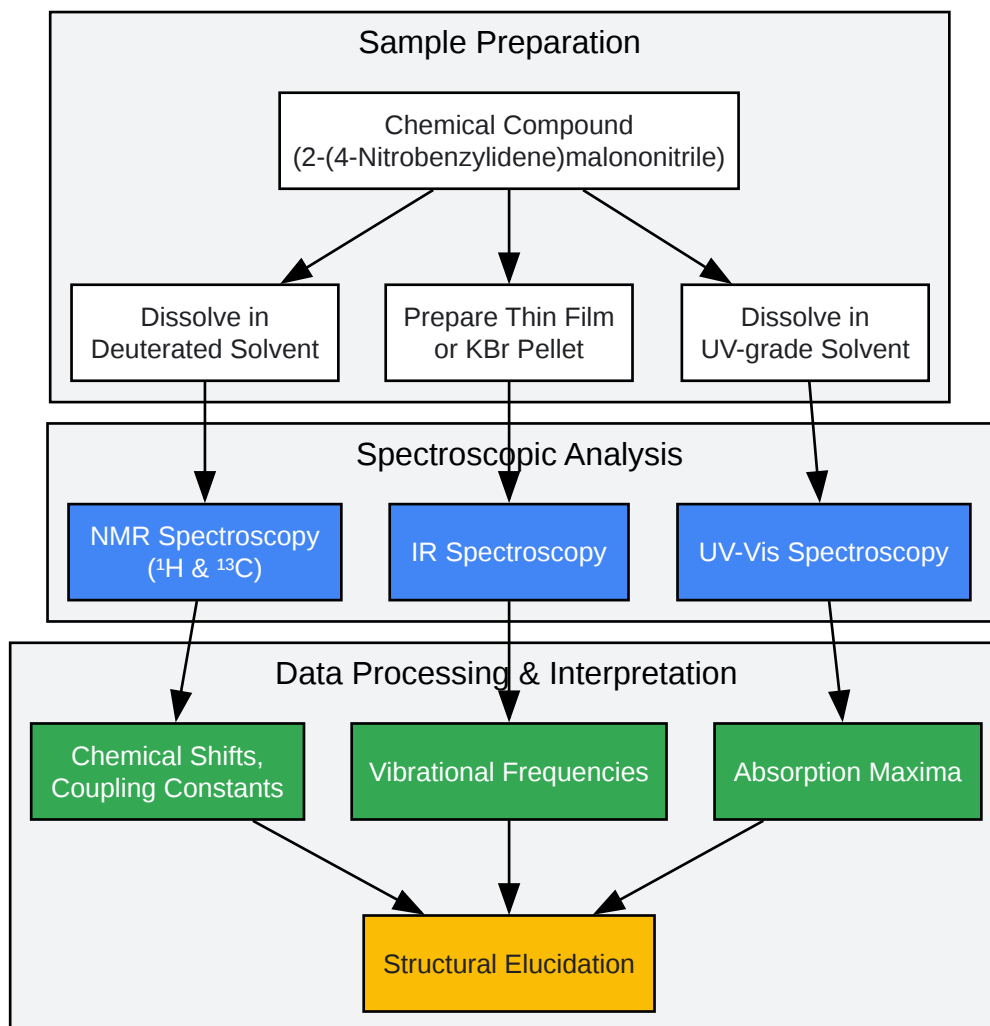 Sample Preparation
Chemical Compound
(2-(4-Nitrobenzylidene)malononitrile)
Dissolve in
Deuterated Solvent
Prepare Thin Film
or KBr Pellet
Dissolve in
UV-grade Solvent
Spectroscopic Analysis
NMR Spectroscopy
(¹H & ¹³C)
IR Spectroscopy
UV-Vis Spectroscopy
Data Processing & Interpretation
Chemical Shifts,
Coupling Constants
Vibrational Frequencies
Absorption Maxima
Structural Elucidation